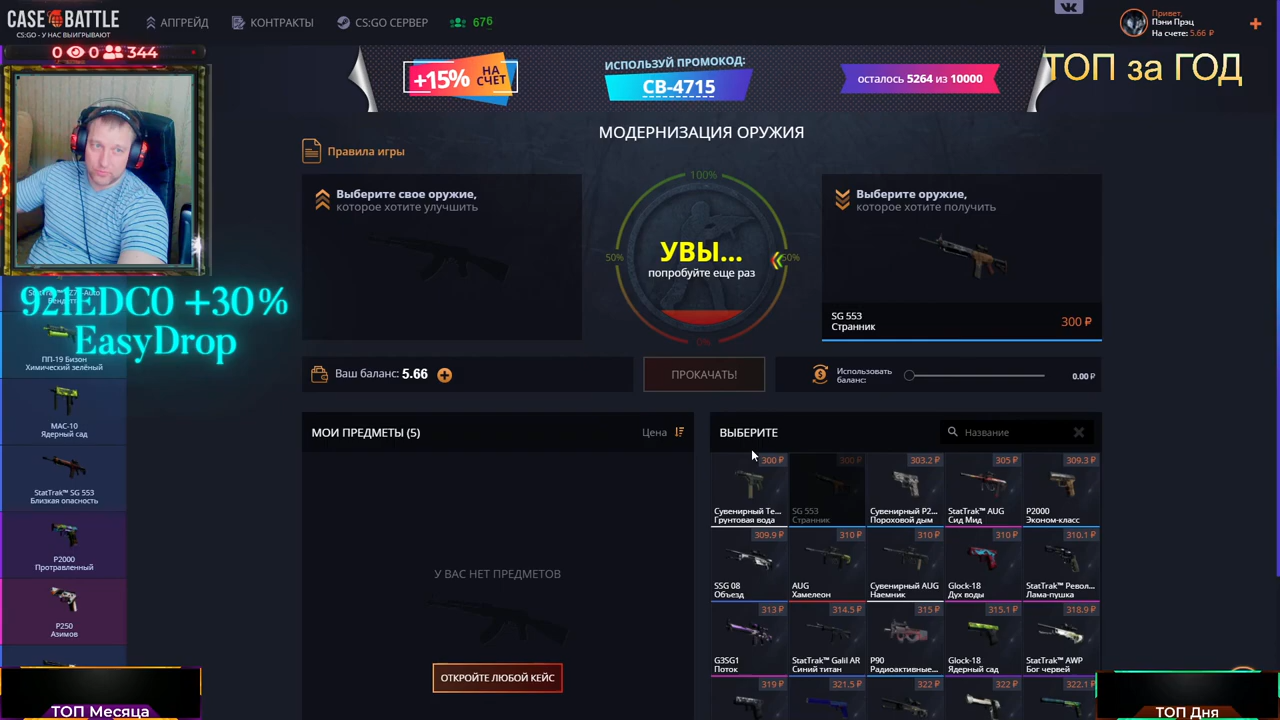 CASE BATTLE
CS:GO - У НАС ВЫИГРЫВАЮТ
АПГРЕЙД
КОНТРАКТЫ
CS:GO СЕРВЕР
676
Привет,
Пэни Прэц
На счете: 5.66 ₽
0 0 344
+15% НА СЧЕТ
ИСПОЛЬЗУЙ ПРОМОКОД:
CB-4715
осталось 5264 из 10000
ТОП за ГОД
МОДЕРНИЗАЦИЯ ОРУЖИЯ
Правила игры
Выберите свое оружие,
которое хотите улучшить
100%
50%
50%
0%
УВЫ...
попробуйте еще раз
Выберите оружие,
которое хотите получить
SG 553
Странник
300 ₽
921EDC0 +30%
EasyDrop
ПП-19 Бизон
Химический зелёный
MAC-10
Ядерный сад
StatTrak™ SG 553
Близкая опасность
P2000
Протравленный
P250
Азимов
Ваш баланс: 5.66
ПРОКАЧАТЬ!
Использовать
баланс:
0.00 ₽
МОИ ПРЕДМЕТЫ (5)
Цена
ВЫБЕРИТЕ
Название
У ВАС НЕТ ПРЕДМЕТОВ
ОТКРОЙТЕ ЛЮБОЙ КЕЙС
300 ₽
Сувенирный Te...
Грунтовая вода
300 ₽
SG 553
Странник
303.2 ₽
Сувенирный P2...
Пороховой дым
305 ₽
StatTrak™ AUG
Сид Мид
309.3 ₽
P2000
Эконом-класс
309.9 ₽
SSG 08
Объезд
310 ₽
AUG
Хамелеон
310 ₽
Сувенирный AUG
Наемник
310 ₽
Glock-18
Дух воды
310.1 ₽
StatTrak™ Револ...
Лама-пушка
313 ₽
G3SG1
Поток
314.5 ₽
StatTrak™ Galil AR
Синий титан
315 ₽
P90
Радиоактивные...
315.1 ₽
Glock-18
Ядерный сад
318.9 ₽
StatTrak™ AWP
Бог червей
319 ₽
321.5 ₽
322 ₽
322 ₽
322.1 ₽
ТОП Месяца
ТОП Дня